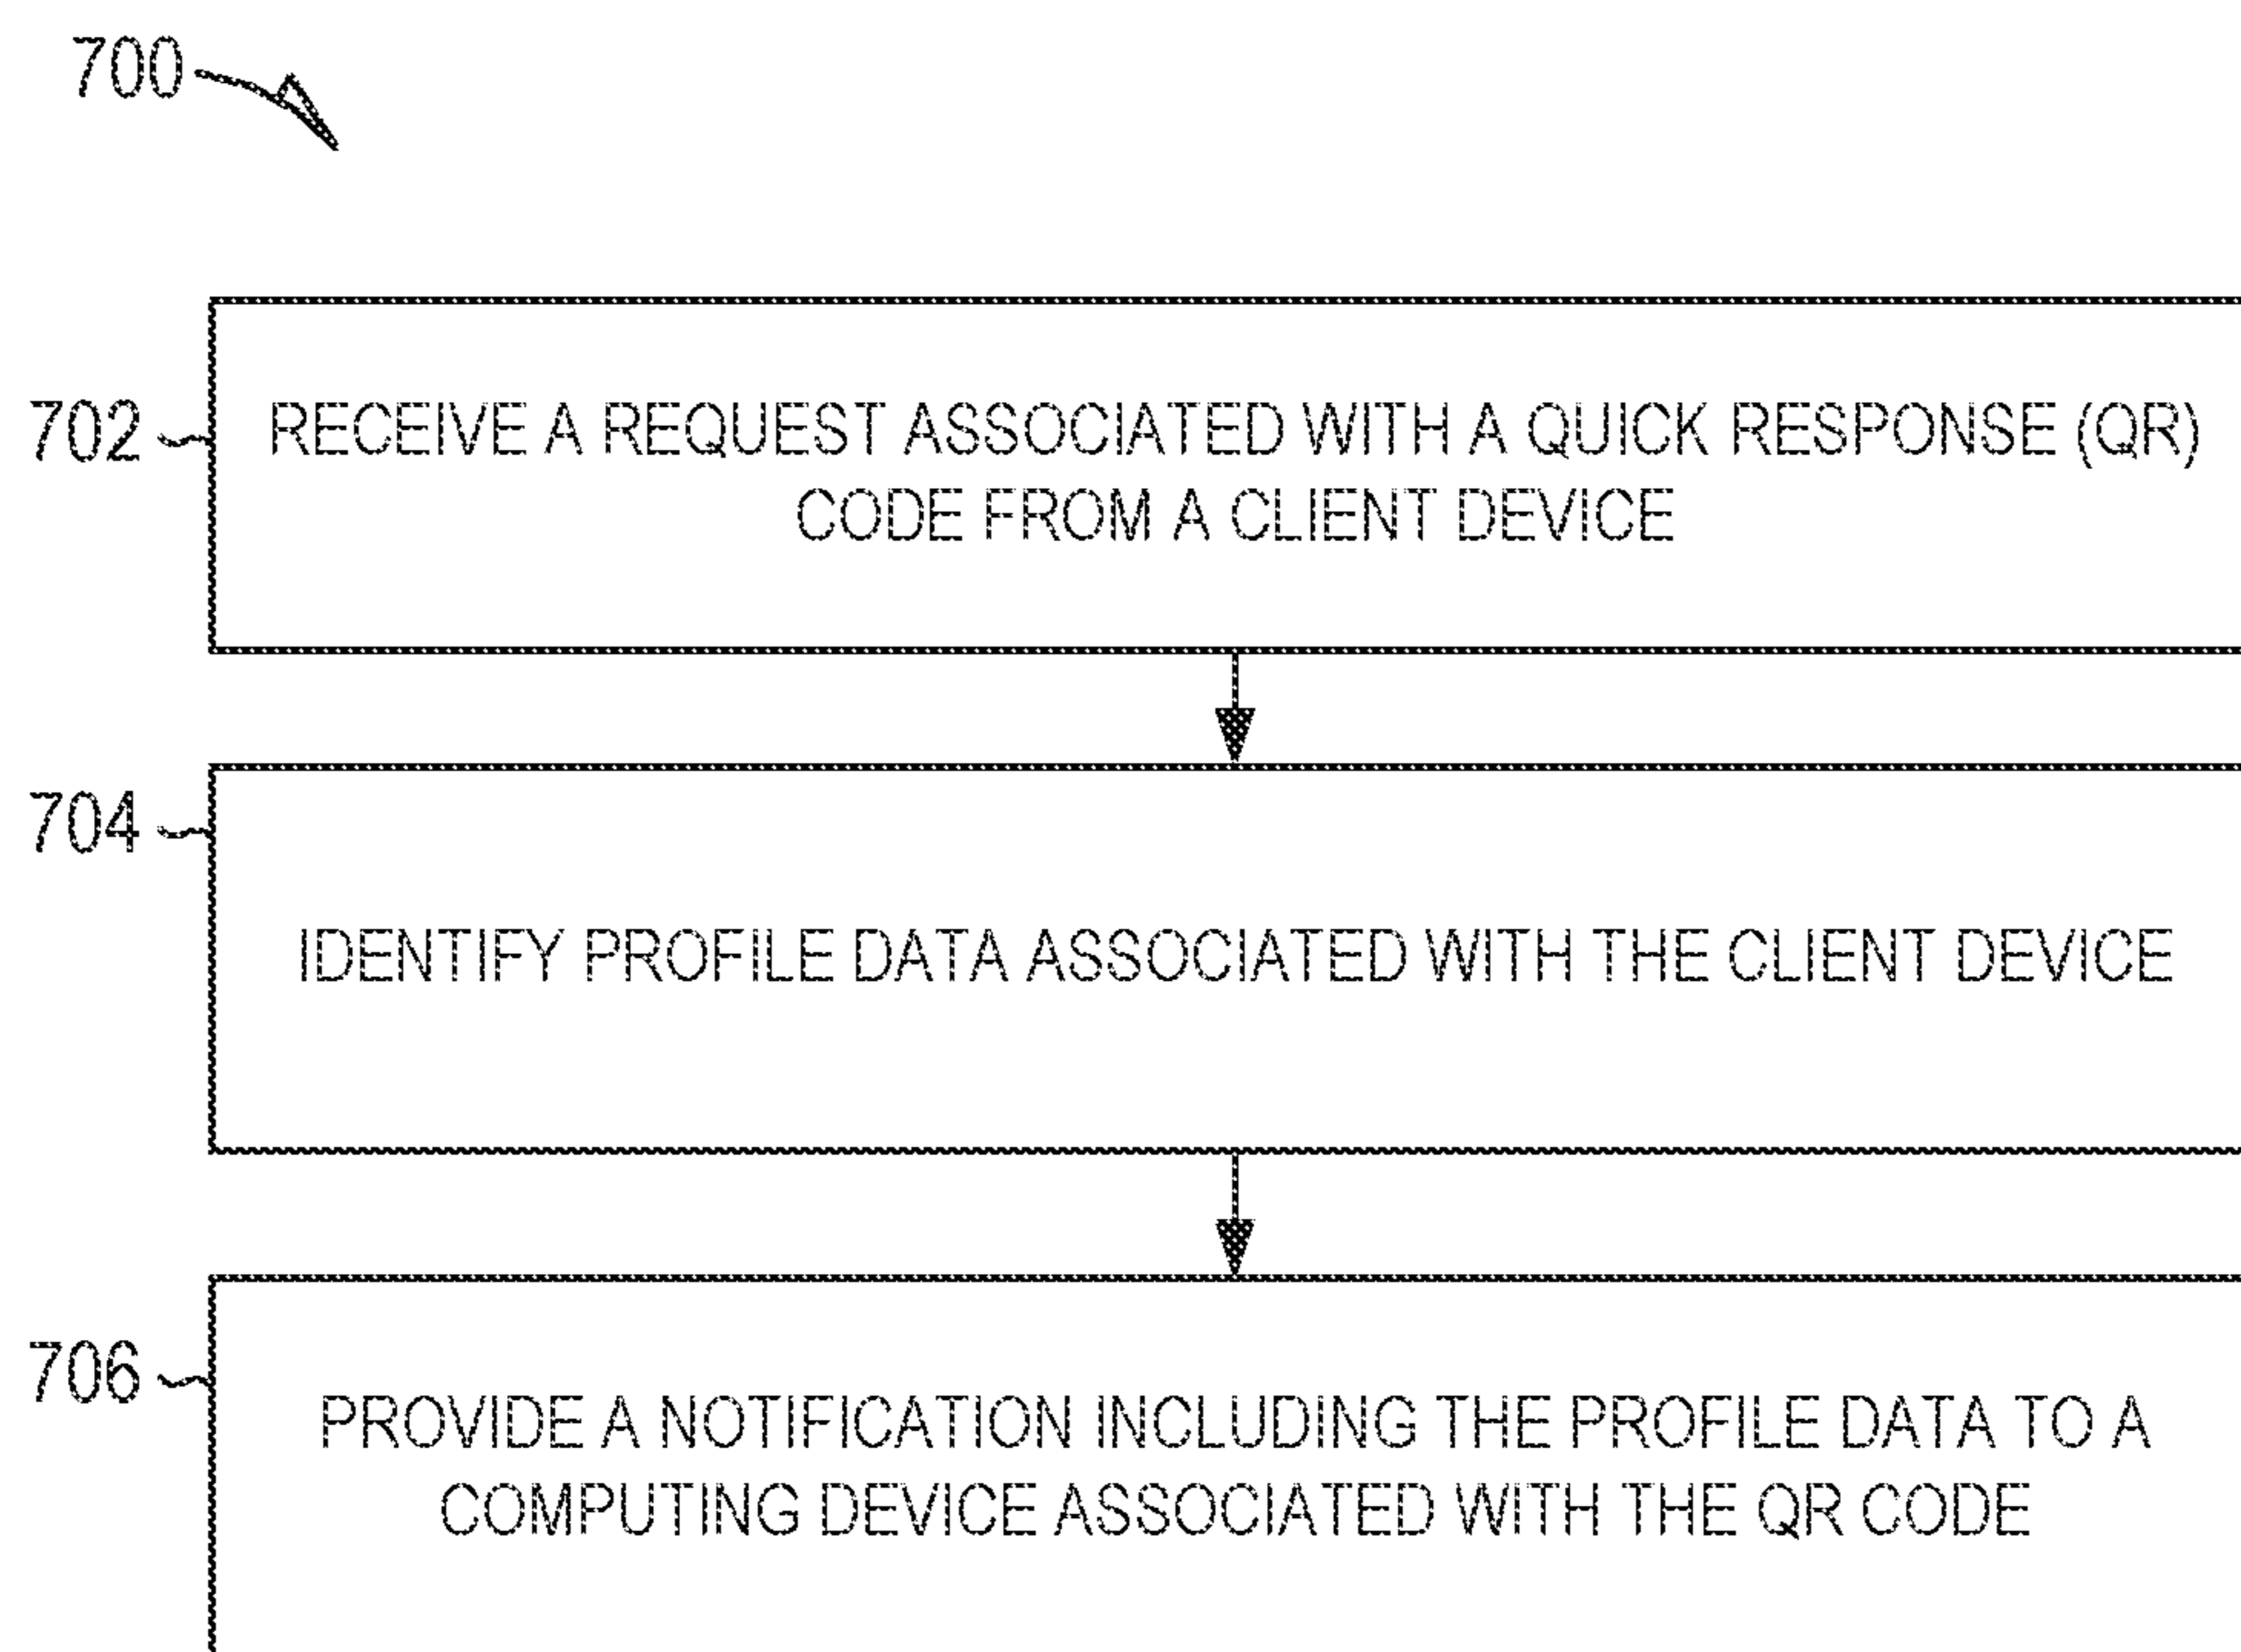 700
702
RECEIVE A REQUEST ASSOCIATED WITH A QUICK RESPONSE (QR)
CODE FROM A CLIENT DEVICE
704
IDENTIFY PROFILE DATA ASSOCIATED WITH THE CLIENT DEVICE
706
PROVIDE A NOTIFICATION INCLUDING THE PROFILE DATA TO A
COMPUTING DEVICE ASSOCIATED WITH THE QR CODE